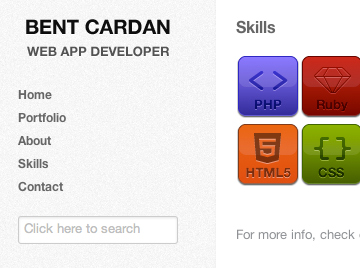 BENT CARDAN
WEB APP DEVELOPER
Home
Portfolio
About
Skills
Contact
Click here to search
Skills
PHP
Ruby
HTML5
CSS
For more info, check